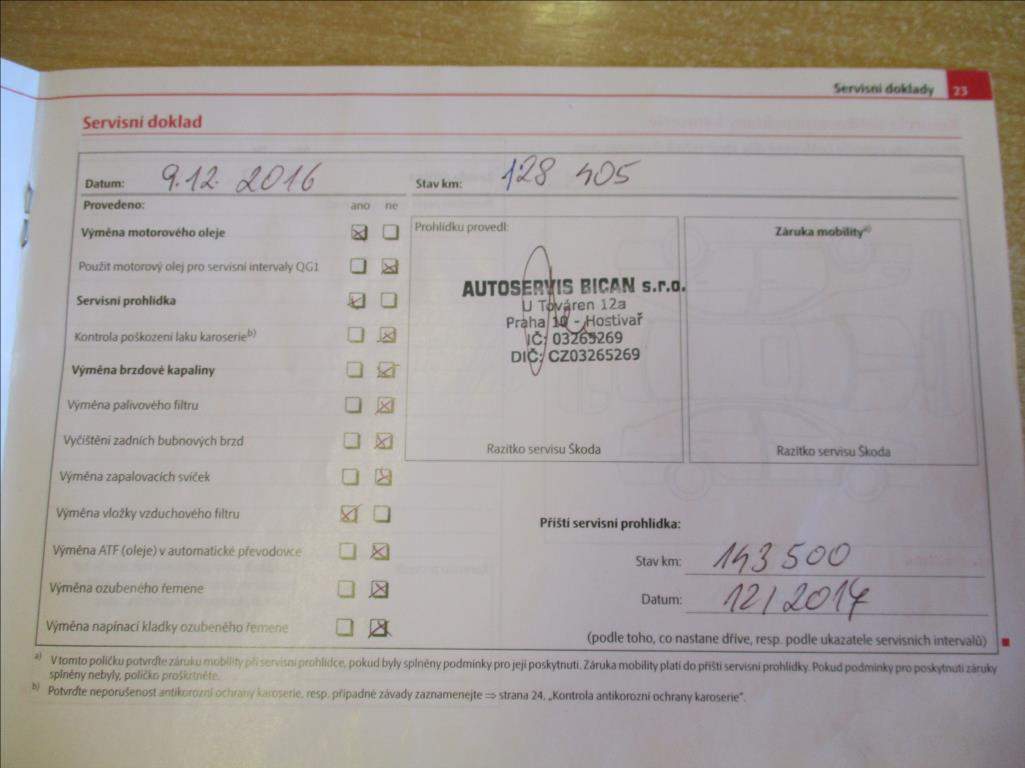 Servisní doklady 23
Servisní doklad
Datum: 9.12. 2016 Stav km: 128 405
Provedeno: ano ne
Výměna motorového oleje
Použit motorový olej pro servisní intervaly QG1
Servisní prohlídka
Kontrola poškození laku karoserie b)
Výměna brzdové kapaliny
Výměna palivového filtru
Vyčištění zadních bubnových brzd
Výměna zapalovacích svíček
Výměna vložky vzduchového filtru
Výměna ATF (oleje) v automatické převodovce
Výměna ozubeného řemene
Výměna napínací kladky ozubeného řemene
Prohlídku provedl:
AUTOSERVIS BICAN s.r.o.
U Továren 12a
Praha 10 - Hostivař
IČ: 03265269
DIČ: CZ03265269
Razítko servisu Škoda
Záruka mobility a)
Razítko servisu Škoda
Příští servisní prohlídka:
Stav km: 143 500
Datum: 12/2017
(podle toho, co nastane dříve, resp. podle ukazatele servisních intervalů)
a) V tomto políčku potvrďte záruku mobility při servisní prohlídce, pokud byly splněny podmínky pro její poskytnutí. Záruka mobility platí do příští servisní prohlídky. Pokud podmínky pro poskytnutí záruky
splněny nebyly, políčko proškrtněte.
b) Potvrďte neporušenost antikorozní ochrany karoserie, resp. případné závady zaznamenejte ⇒ strana 24, „Kontrola antikorozní ochrany karoserie".